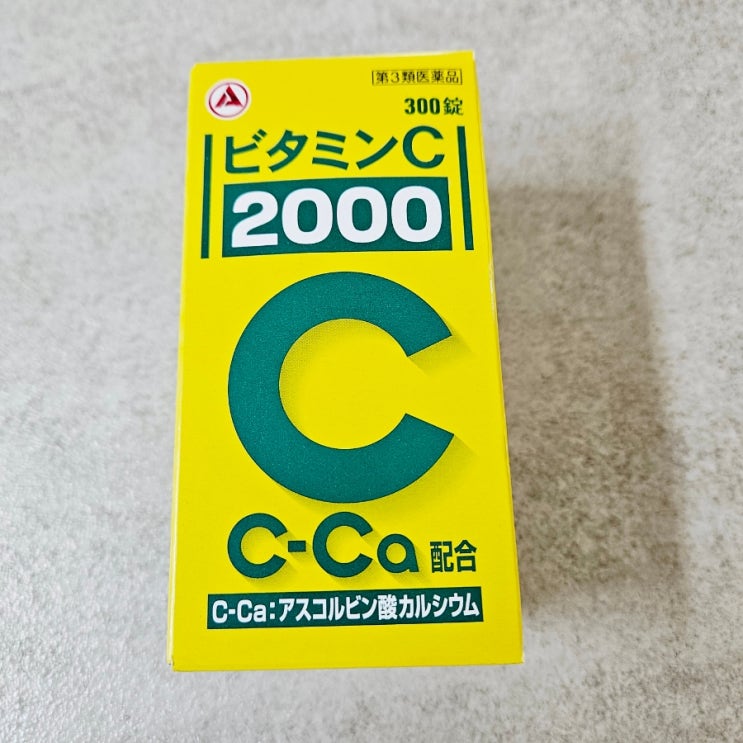 第3類医薬品
300錠
ビタミンC
2000
C
C-Ca 配合
C-Ca:アスコルビン酸カルシウム